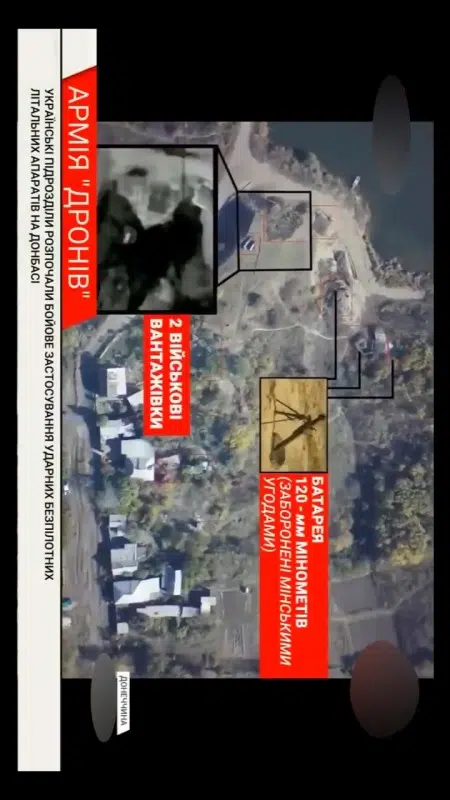 2 ВІЙСЬКОВІ
ВАНТАЖІВКИ
БАТАРЕЯ
120 - мм МІНОМЕТІВ
(ЗАБОРОНЕНІ МІНСЬКИМИ
УГОДАМИ)
ДОНЕЧЧИНА
АРМІЯ "ДРОНІВ"
УКРАЇНСЬКІ ПІДРОЗДІЛИ РОЗПОЧАЛИ БОЙОВЕ ЗАСТОСУВАННЯ УДАРНИХ БЕЗПІЛОТНИХ
ЛІТАЛЬНИХ АПАРАТІВ НА ДОНБАСІ